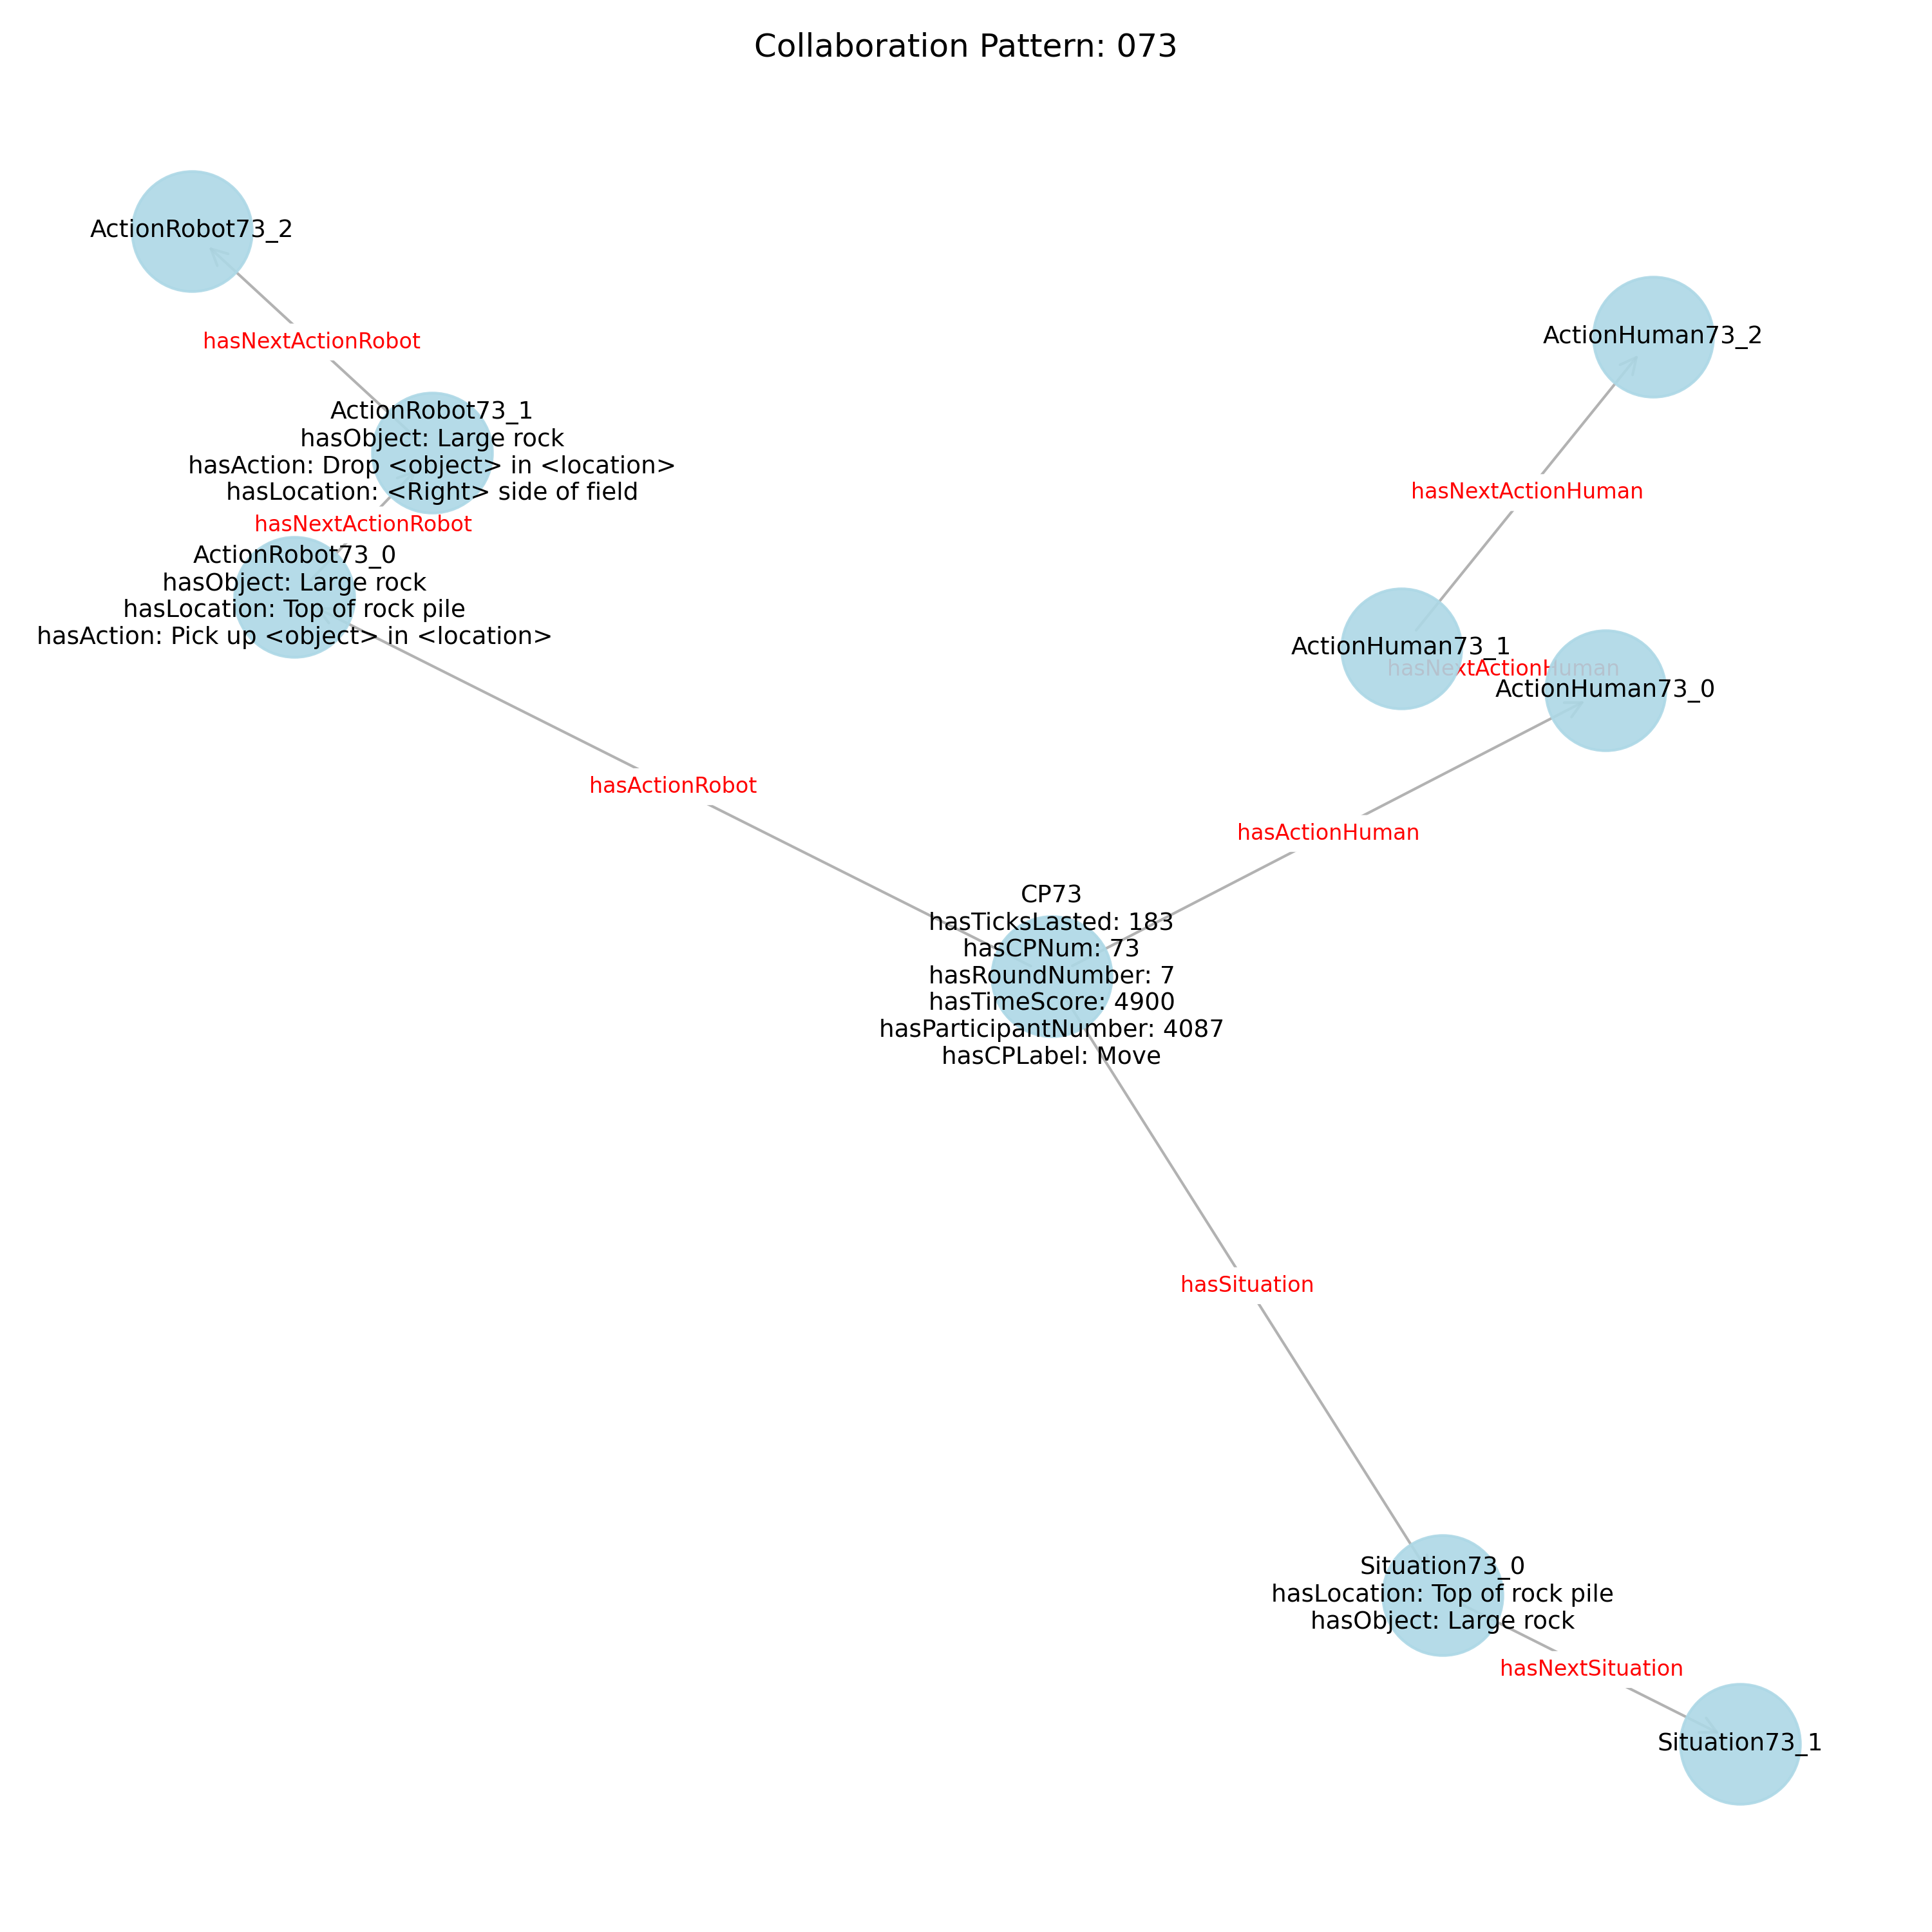 Collaboration Pattern: 073
ActionRobot73_2
hasNextActionRobot
ActionHuman73_2
ActionRobot73_1
hasObject: Large rock
hasAction: Drop <object> in <location>
hasLocation: <Right> side of field
hasNextActionHuman
hasNextActionRobot
ActionRobot73_0
hasObject: Large rock
hasLocation: Top of rock pile
hasAction: Pick up <object> in <location>
ActionHuman73_1
hasNextActionHuman
ActionHuman73_0
hasActionRobot
hasActionHuman
CP73
hasTicksLasted: 183
hasCPNum: 73
hasRoundNumber: 7
hasTimeScore: 4900
hasParticipantNumber: 4087
hasCPLabel: Move
hasSituation
Situation73_0
hasLocation: Top of rock pile
hasObject: Large rock
hasNextSituation
Situation73_1